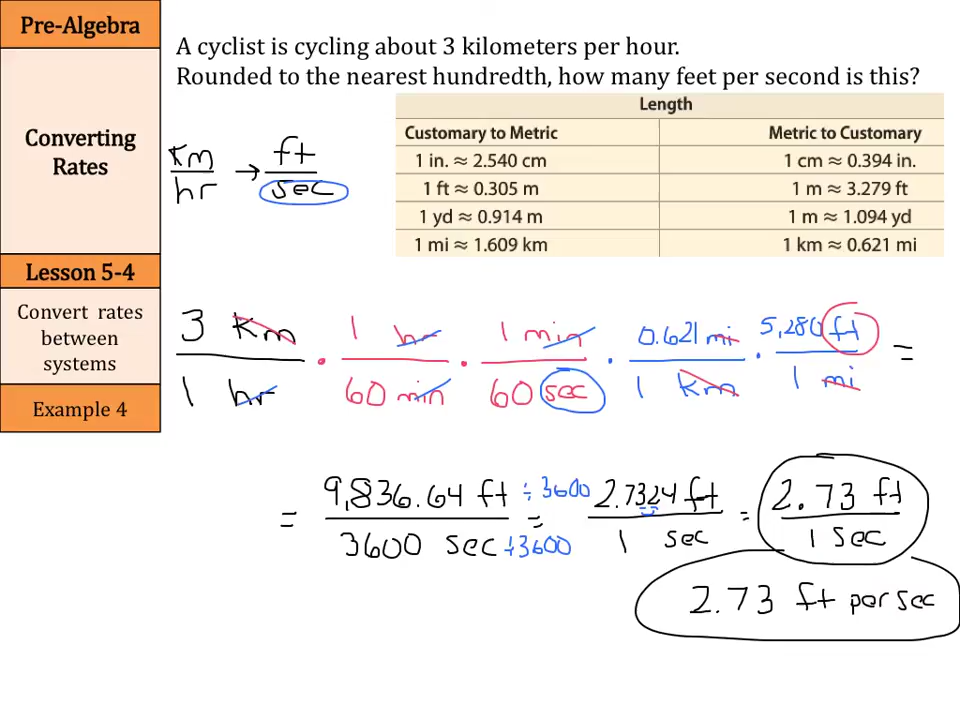 Pre-Algebra
Converting
Rates
Lesson 5-4
Convert rates
between
systems
Example 4
A cyclist is cycling about 3 kilometers per hour.
Rounded to the nearest hundredth, how many feet per second is this?
Length
Customary to Metric Metric to Customary
1 in. ≈ 2.540 cm 1 cm ≈ 0.394 in.
1 ft ≈ 0.305 m 1 m ≈ 3.279 ft
1 yd ≈ 0.914 m 1 m ≈ 1.094 yd
1 mi ≈ 1.609 km 1 km ≈ 0.621 mi
km → ft
hr sec
3 km · 1 hr · 1 min · 0.621 mi · 5,280 ft =
1 hr 60 min 60 sec 1 km 1 mi
= 9,836.64 ft ÷ 3600 = 2.7324 ft = 2.73 ft
3600 sec ÷ 3600 1 sec 1 sec
2.73 ft per sec